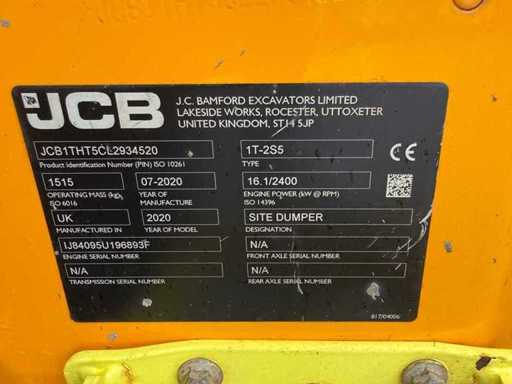 JCB
J.C. BAMFORD EXCAVATORS LIMITED
LAKESIDE WORKS, ROCESTER, UTTOXETER
UNITED KINGDOM, ST14 5JP
JCB1THT5CL2934520
Product Identification Number (PIN) ISO 10261
1T-2S5
TYPE
CE
1515
OPERATING MASS (kg)
ISO 6016
07-2020
YEAR OF MANUFACTURE
16.1/2400
ENGINE POWER (kW @ RPM)
ISO 14396
UK
MANUFACTURED IN
2020
YEAR OF MODEL
SITE DUMPER
DESIGNATION
IJ84095U196893F
ENGINE SERIAL NUMBER
N/A
FRONT AXLE SERIAL NUMBER
N/A
TRANSMISSION SERIAL NUMBER
N/A
REAR AXLE SERIAL NUMBER
817/04006